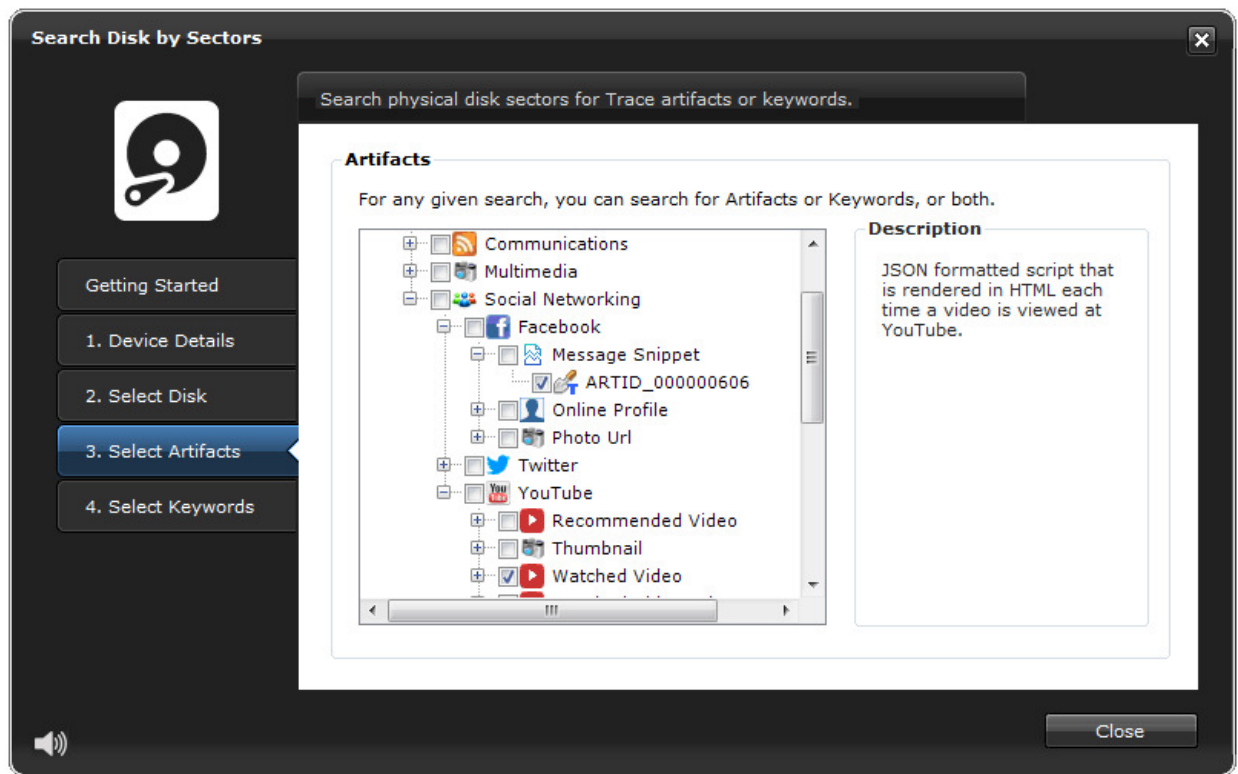 Search Disk by Sectors
Search physical disk sectors for Trace artifacts or keywords.
Getting Started
1. Device Details
2. Select Disk
3. Select Artifacts
4. Select Keywords
Artifacts
For any given search, you can search for Artifacts or Keywords, or both.
Communications
Multimedia
Social Networking
Facebook
Message Snippet
ARTID_000000606
Online Profile
Photo Url
Twitter
You
YouTube
Recommended Video
Thumbnail
Watched Video
Description
JSON formatted script that
is rendered in HTML each
time a video is viewed at
YouTube.
Close